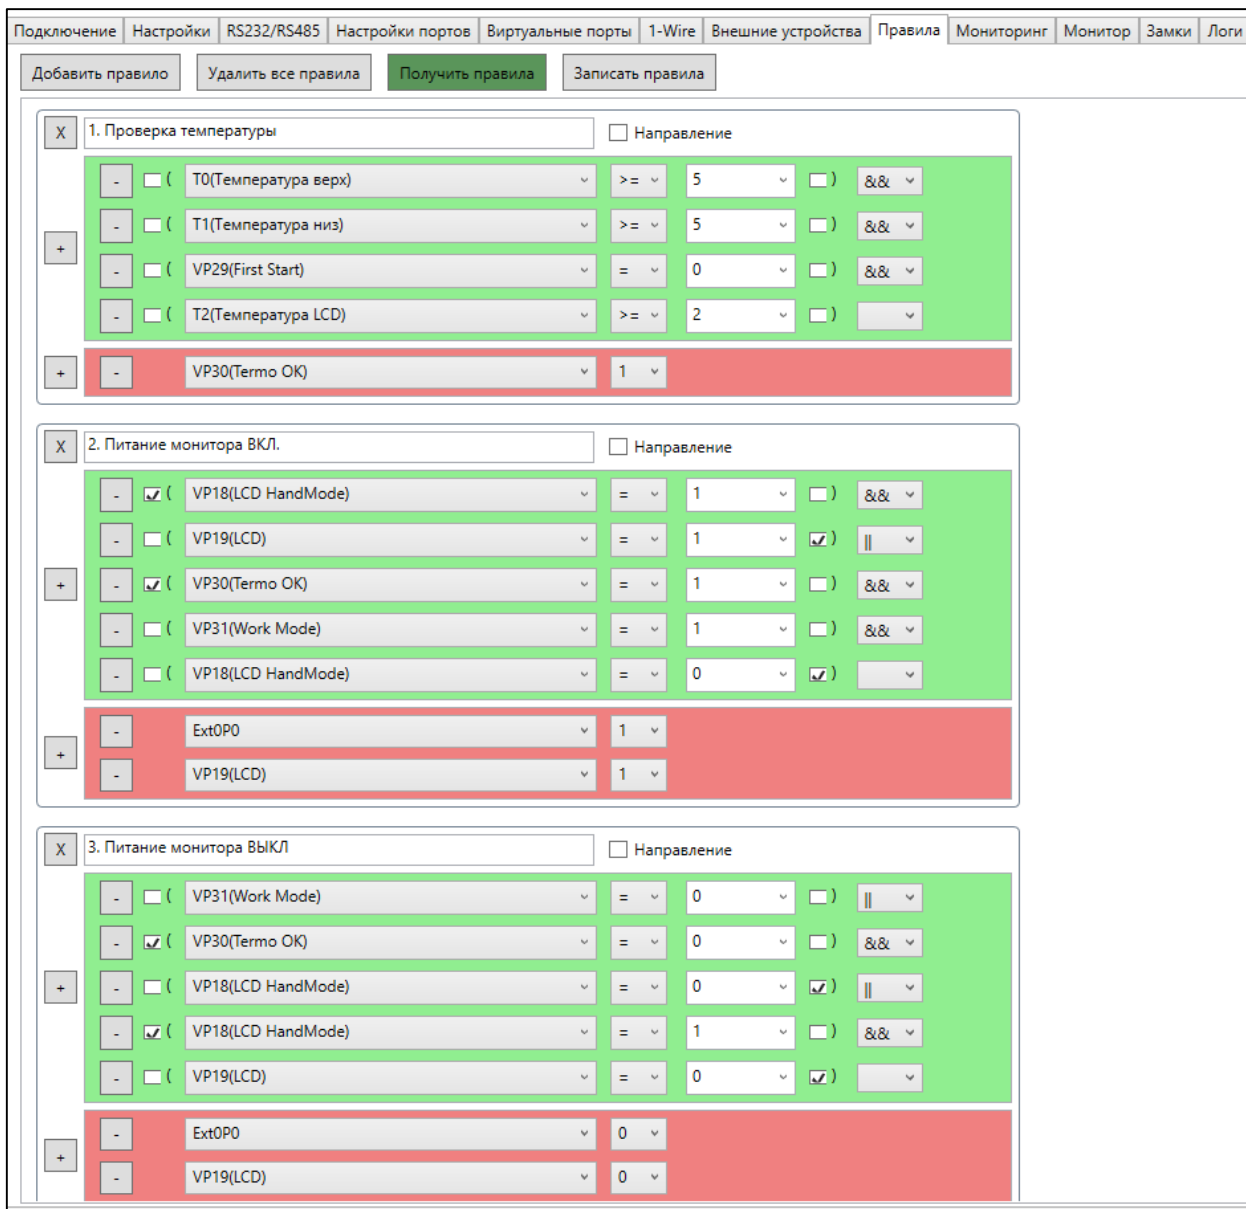 Подключение Настройки RS232/RS485 Настройки портов Виртуальные порты 1-Wire Внешние устройства Правила Мониторинг Монитор Замки Логи
Добавить правило Удалить все правила Получить правила Записать правила
X 1. Проверка температуры Направление
- ( T0(Температура верх) >= 5 ) &&
- ( T1(Температура низ) >= 5 ) &&
+
- ( VP29(First Start) = 0 ) &&
- ( T2(Температура LCD) >= 2 )
+ - VP30(Termo OK) 1
X 2. Питание монитора ВКЛ. Направление
- ( VP18(LCD HandMode) = 1 ) &&
- ( VP19(LCD) = 1 ) ||
+ - ( VP30(Termo OK) = 1 ) &&
- ( VP31(Work Mode) = 1 ) &&
- ( VP18(LCD HandMode) = 0 )
- Ext0P0 1
+
- VP19(LCD) 1
X 3. Питание монитора ВЫКЛ Направление
- ( VP31(Work Mode) = 0 ) ||
- ( VP30(Termo OK) = 0 ) &&
+ - ( VP18(LCD HandMode) = 0 ) ||
- ( VP18(LCD HandMode) = 1 ) &&
- ( VP19(LCD) = 0 )
- Ext0P0 0
+
- VP19(LCD) 0